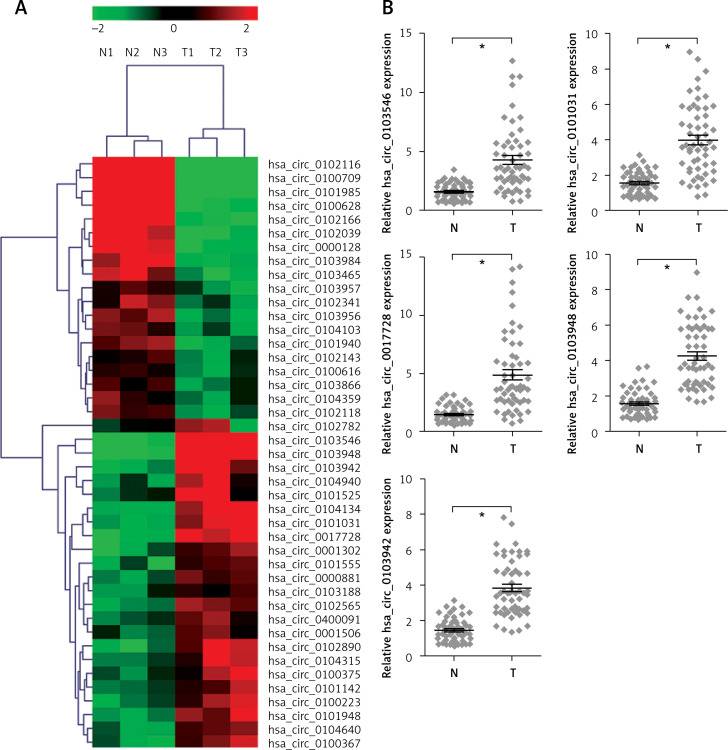 A
−2 0 2
N1 N2 N3 T1 T2 T3
hsa_circ_0102116
hsa_circ_0100709
hsa_circ_0101985
hsa_circ_0100628
hsa_circ_0102166
hsa_circ_0102039
hsa_circ_0000128
hsa_circ_0103984
hsa_circ_0103465
hsa_circ_0103957
hsa_circ_0102341
hsa_circ_0103956
hsa_circ_0104103
hsa_circ_0101940
hsa_circ_0102143
hsa_circ_0100616
hsa_circ_0103866
hsa_circ_0104359
hsa_circ_0102118
hsa_circ_0102782
hsa_circ_0103546
hsa_circ_0103948
hsa_circ_0103942
hsa_circ_0104940
hsa_circ_0101525
hsa_circ_0104134
hsa_circ_0101031
hsa_circ_0017728
hsa_circ_0001302
hsa_circ_0101555
hsa_circ_0000881
hsa_circ_0103188
hsa_circ_0102565
hsa_circ_0400091
hsa_circ_0001506
hsa_circ_0102890
hsa_circ_0104315
hsa_circ_0100375
hsa_circ_0101142
hsa_circ_0100223
hsa_circ_0101948
hsa_circ_0104640
hsa_circ_0100367
B
Relative hsa_circ_0103546 expression
15
10
5
0
*
N T
Relative hsa_circ_0101031 expression
10
8
6
4
2
0
*
N T
Relative hsa_circ_0017728 expression
15
10
5
0
*
N T
Relative hsa_circ_0103948 expression
10
8
6
4
2
0
*
N T
Relative hsa_circ_0103942 expression
10
8
6
4
2
0
*
N T